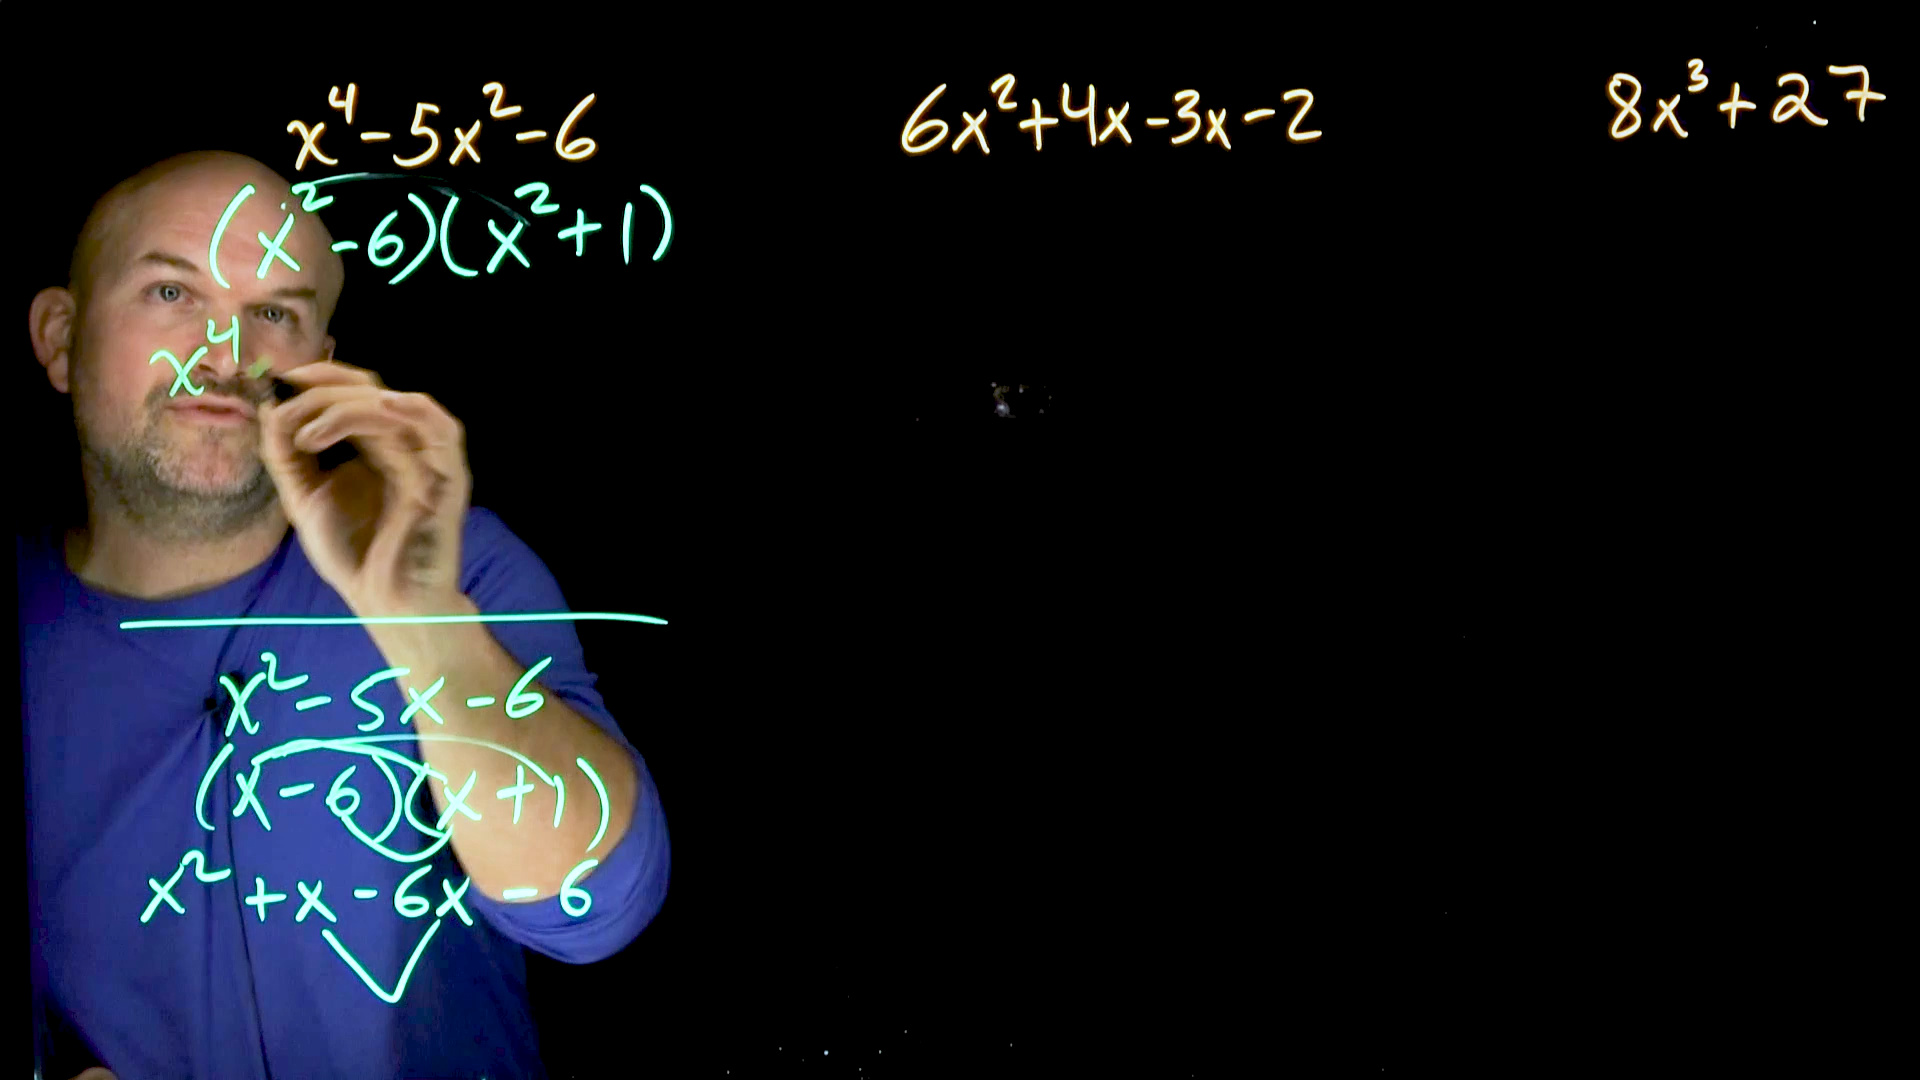 x⁴-5x²-6
(x²-6)(x²+1)
x⁴
x²-5x-6
(x-6)(x+1)
x²+x-6x-6
6x²+4x-3x-2
8x³+27